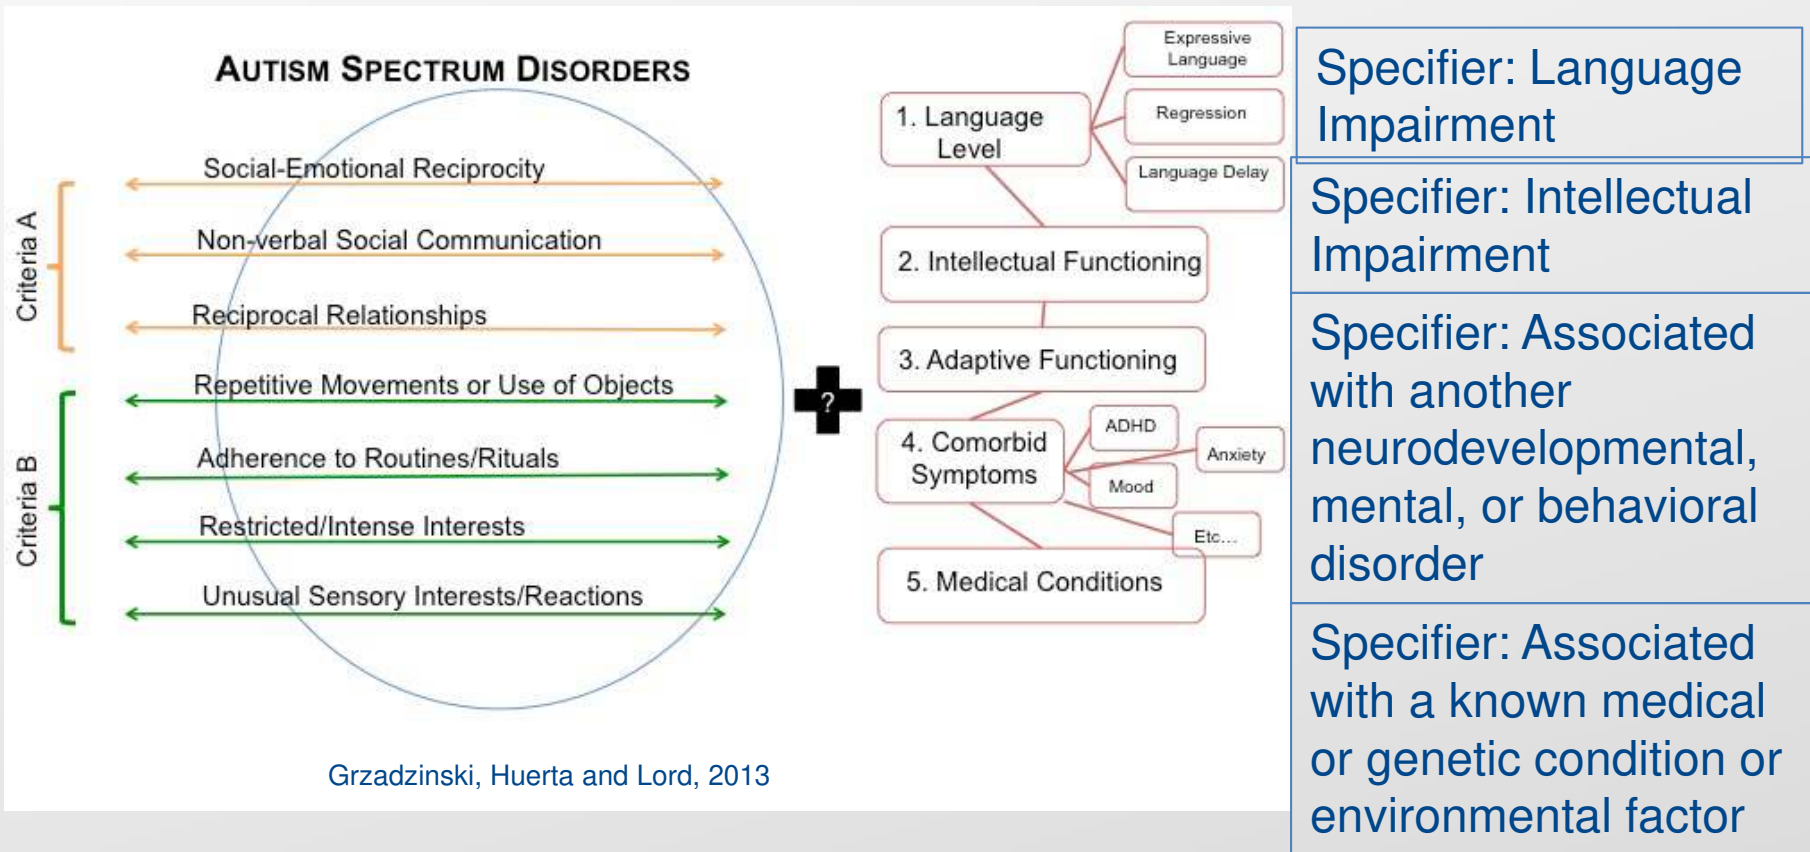 AUTISM SPECTRUM DISORDERS
Criteria A
Social-Emotional Reciprocity
Non-verbal Social Communication
Reciprocal Relationships
Criteria B
Repetitive Movements or Use of Objects
Adherence to Routines/Rituals
Restricted/Intense Interests
Unusual Sensory Interests/Reactions
Grzadzinski, Huerta and Lord, 2013
?
1. Language
Level
Expressive
Language
Regression
Language Delay
2. Intellectual Functioning
3. Adaptive Functioning
4. Comorbid
Symptoms
ADHD
Anxiety
Mood
Etc...
5. Medical Conditions
Specifier: Language
Impairment
Specifier: Intellectual
Impairment
Specifier: Associated
with another
neurodevelopmental,
mental, or behavioral
disorder
Specifier: Associated
with a known medical
or genetic condition or
environmental factor